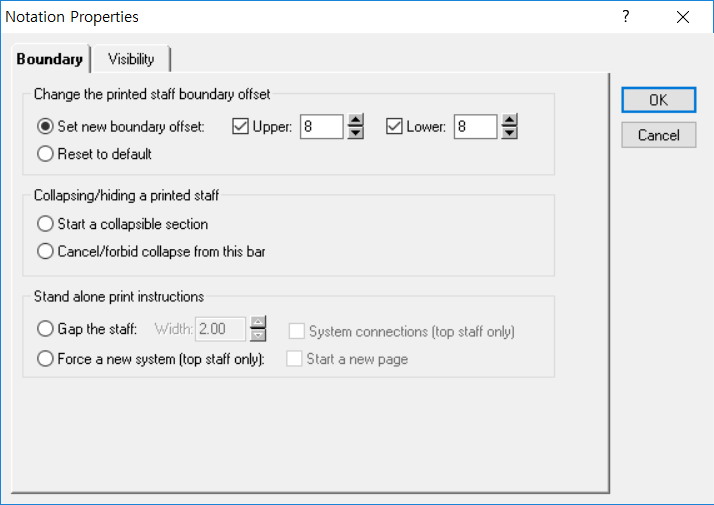 Notation Properties ?
Boundary Visibility
OK
Cancel
Change the printed staff boundary offset
Set new boundary offset: Upper: 8 Lower: 8
Reset to default
Collapsing/hiding a printed staff
Start a collapsible section
Cancel/forbid collapse from this bar
Stand alone print instructions
Gap the staff: Width: 2.00 System connections (top staff only)
Force a new system (top staff only): Start a new page